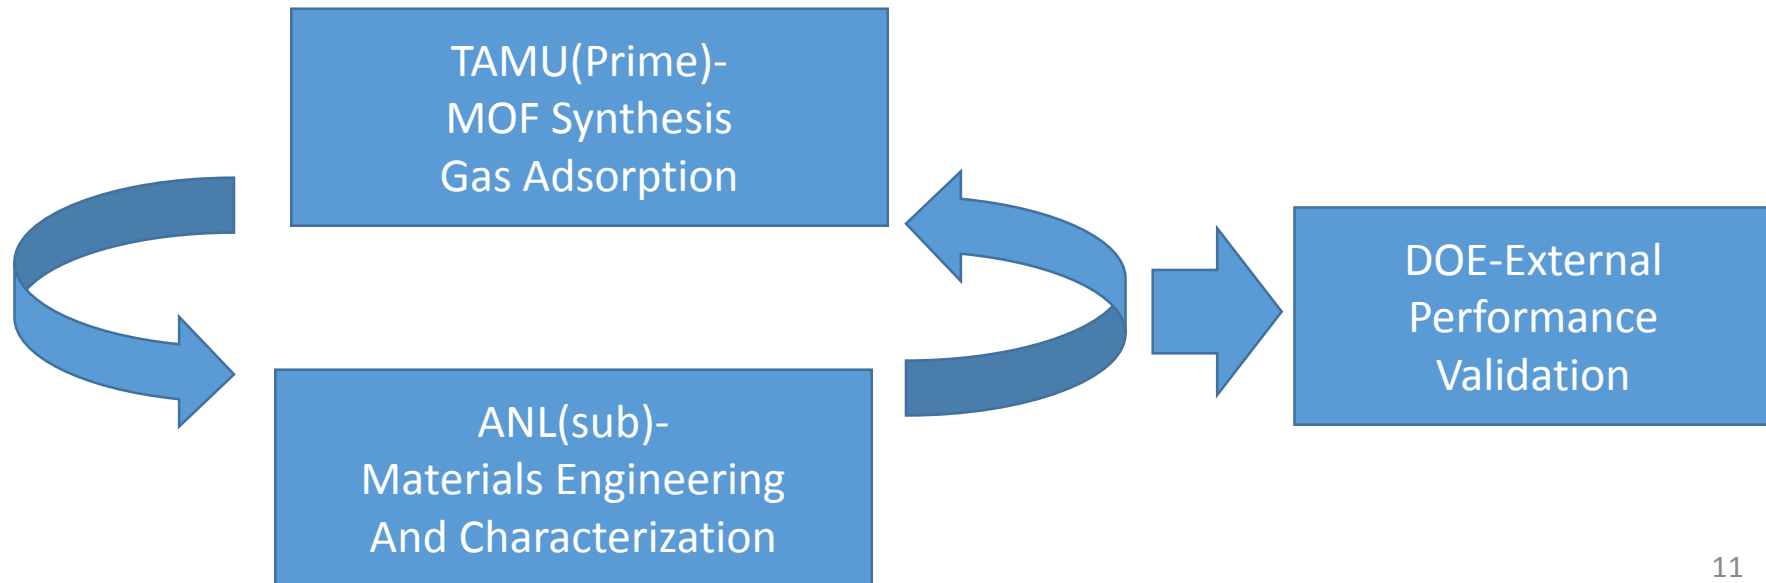 TAMU(Prime)-
MOF Synthesis
Gas Adsorption
DOE-External
Performance
Validation
ANL(sub)-
Materials Engineering
And Characterization
11